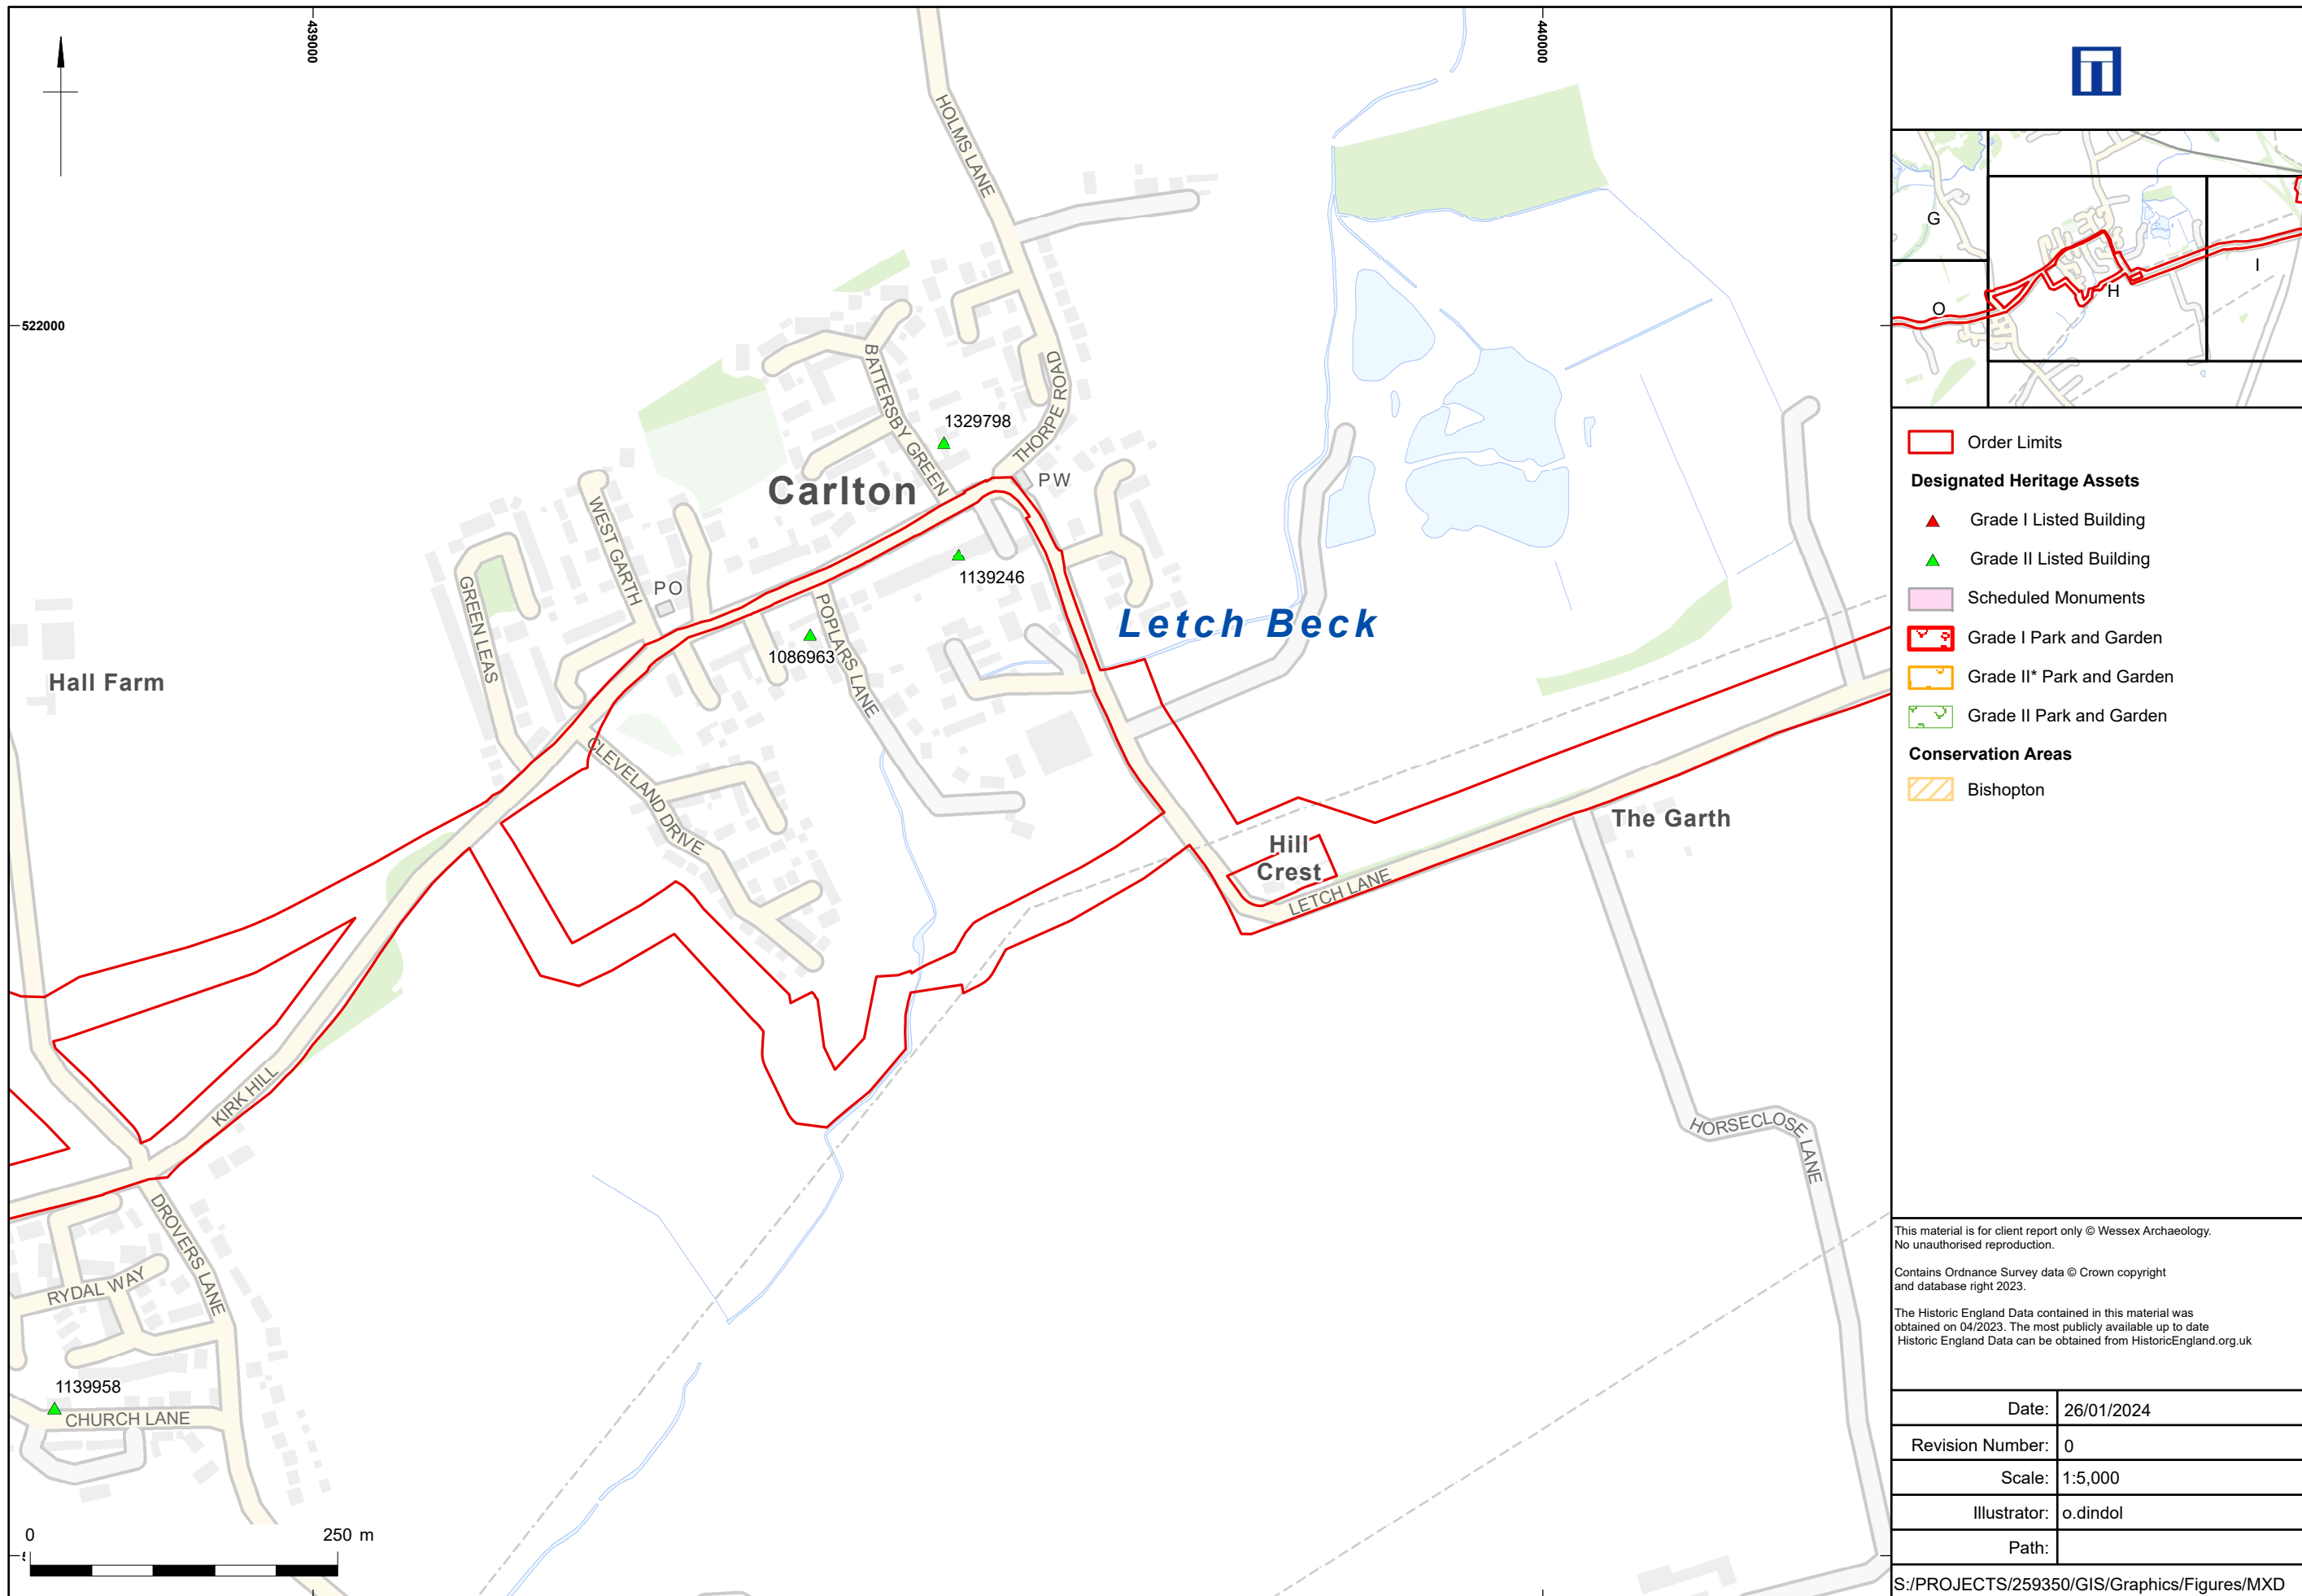 439000
440000
522000
HOLMS LANE
BATTERSBY GREEN
THORPE ROAD
1329798
PW
Carlton
WEST GARTH
GREEN LEAS
PO
1139246
POPLARS LANE
1086963
Letch Beck
Hall Farm
CLEVELAND DRIVE
The Garth
Hill
Crest
LETCH LANE
KIRK HILL
HORSECLOSE LANE
DROVERS LANE
RYDAL WAY
1139958
CHURCH LANE
0 250 m
G
O
H
I
Order Limits
Designated Heritage Assets
Grade I Listed Building
Grade II Listed Building
Scheduled Monuments
Grade I Park and Garden
Grade II* Park and Garden
Grade II Park and Garden
Conservation Areas
Bishopton
This material is for client report only © Wessex Archaeology.
No unauthorised reproduction.
Contains Ordnance Survey data © Crown copyright
and database right 2023.
The Historic England Data contained in this material was
obtained on 04/2023. The most publicly available up to date
Historic England Data can be obtained from HistoricEngland.org.uk
Date: 26/01/2024
Revision Number: 0
Scale: 1:5,000
Illustrator: o.dindol
Path:
S:/PROJECTS/259350/GIS/Graphics/Figures/MXD